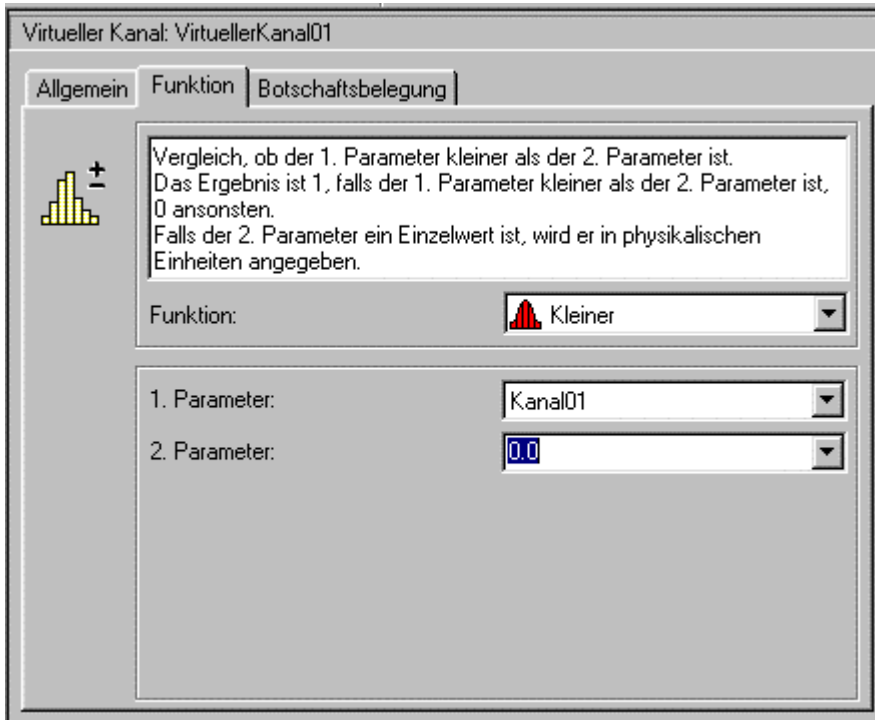 Virtueller Kanal: VirtuellerKanal01
Allgemein Funktion Botschaftsbelegung
Vergleich, ob der 1. Parameter kleiner als der 2. Parameter ist.
Das Ergebnis ist 1, falls der 1. Parameter kleiner als der 2. Parameter ist,
0 ansonsten.
Falls der 2. Parameter ein Einzelwert ist, wird er in physikalischen
Einheiten angegeben.
Funktion: Kleiner
1. Parameter: Kanal01
2. Parameter: 0.0